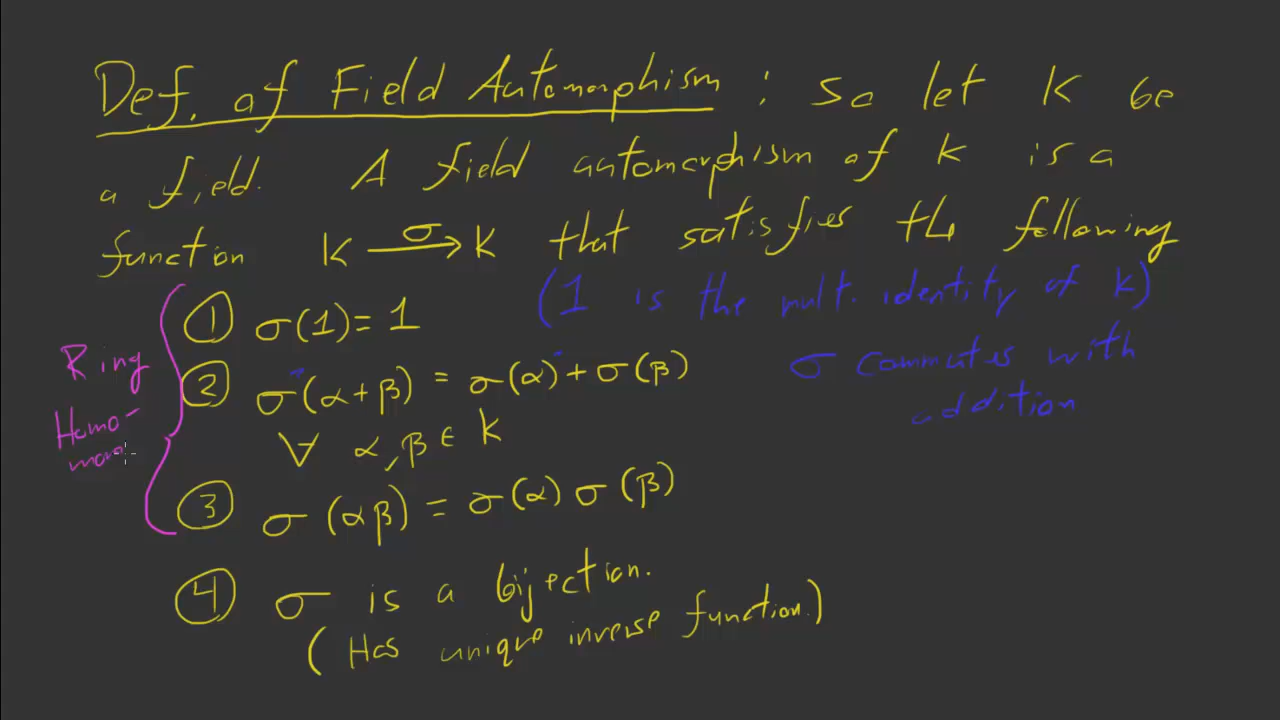 Def. of Field Automorphism : So let K be
a field. A field automorphism of K is a
function K σ→ K that satisfies the following
① σ(1) = 1 (1 is the mult. identity of K)
② σ(α + β) = σ(α) + σ(β) σ commutes with
addition
∀ α, β ∈ K
③ σ(αβ) = σ(α) σ(β)
④ σ is a bijection.
(Has unique inverse function.)
Ring
Homo-
mor